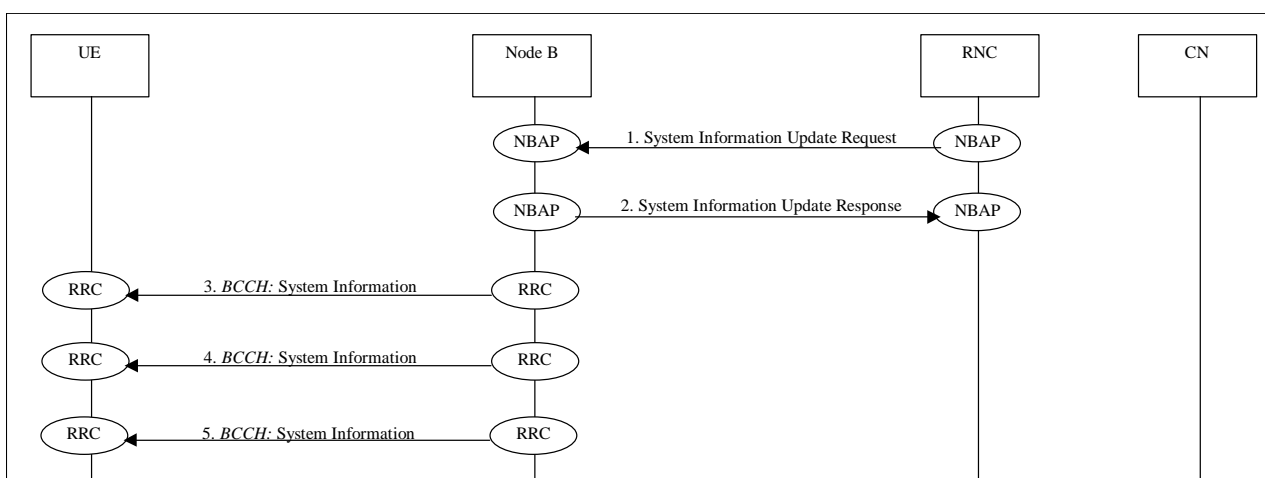 UE Node B RNC CN
NBAP 1. System Information Update Request NBAP
NBAP 2. System Information Update Response NBAP
RRC 3. BCCH: System Information RRC
RRC 4. BCCH: System Information RRC
RRC 5. BCCH: System Information RRC